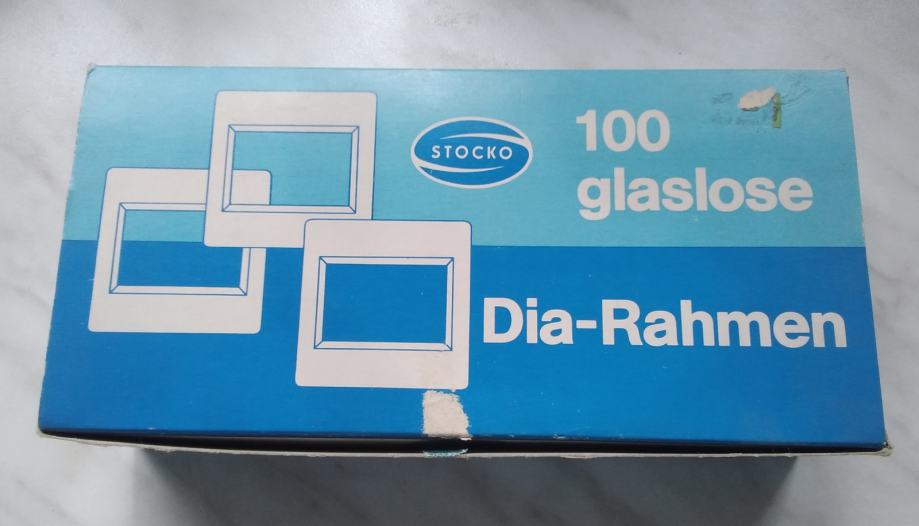 STOCKO
100
glaslose
Dia-Rahmen